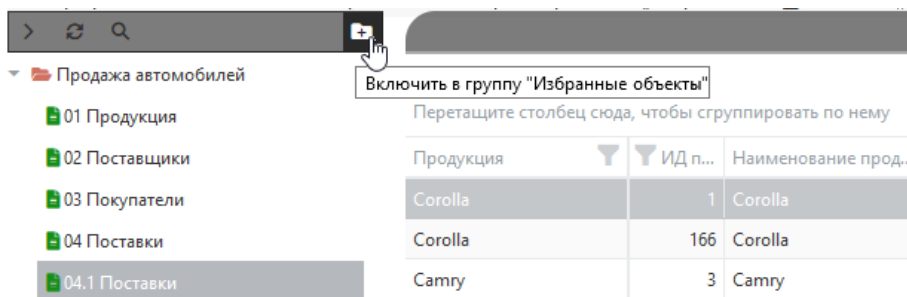 Продажа автомобилей
Включить в группу "Избранные объекты"
01 Продукция
Перетащите столбец сюда, чтобы сгруппировать по нему
02 Поставщики
Продукция ИД п... Наименование прод...
03 Покупатели
Corolla 1 Corolla
04 Поставки
Corolla 166 Corolla
04.1 Поставки
Camry 3 Camry